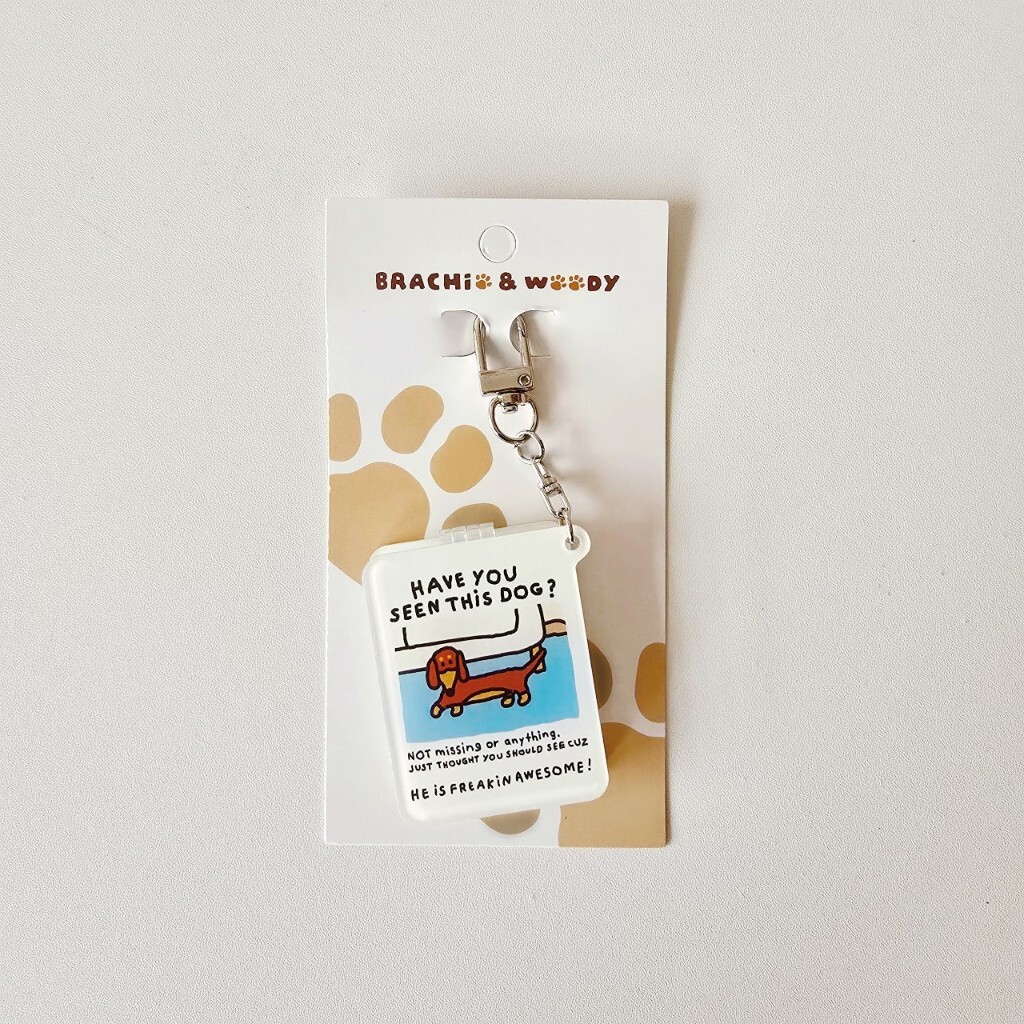 BRACHiO & WOODY
HAVE YOU
SEEN THiS DOG?
NOT missing or anything.
JUST THOUGHT YOU SHOULD SEE CUZ
HE iS FREAKiN AWESOME!